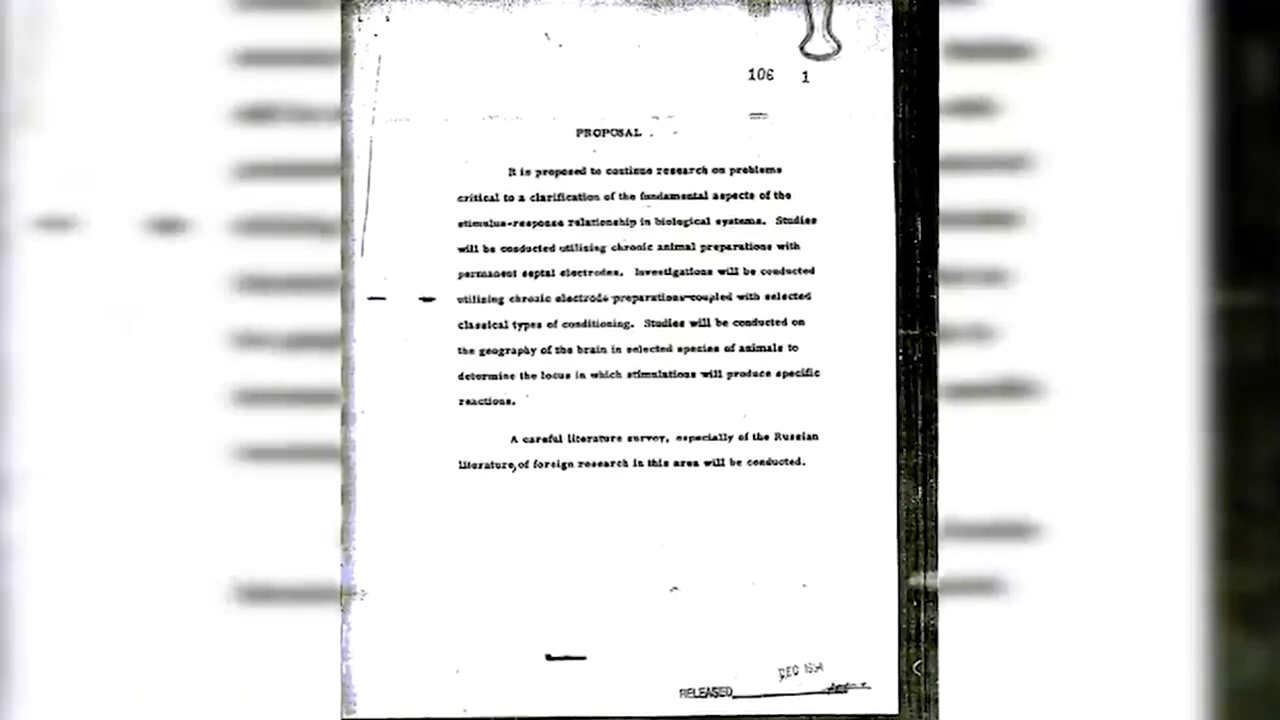 106 1
PROPOSAL
It is proposed to continue research on problems
critical to a clarification of the fundamental aspects of the
stimulus-response relationship in biological systems. Studies
will be conducted utilizing chronic animal preparations with
permanent septal electrodes. Investigations will be conducted
utilizing chronic electrode preparations coupled with selected
classical types of conditioning. Studies will be conducted on
the geography of the brain in selected species of animals to
determine the locus in which stimulations will produce specific
reactions.
A careful literature survey, especially of the Russian
literature, of foreign research in this area will be conducted.
DEC
RELEASED